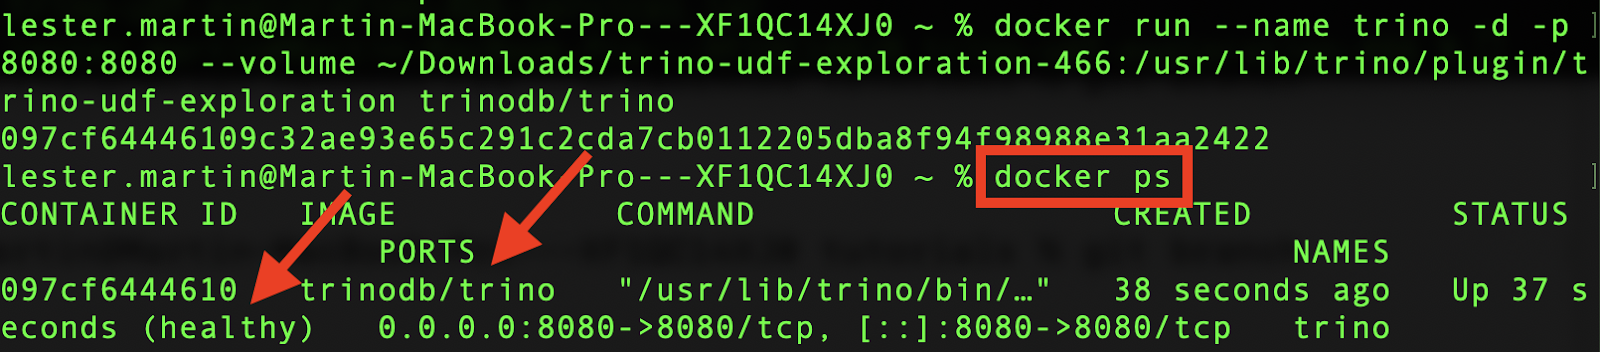 lester.martin@Martin-MacBook-Pro---XF1QC14XJ0 ~ % docker run --name trino -d -p ]
8080:8080 --volume ~/Downloads/trino-udf-exploration-466:/usr/lib/trino/plugin/t
rino-udf-exploration trinodb/trino
097cf64446109c32ae93e65c291c2cda7cb0112205dba8f94f98988e31aa2422
lester.martin@Martin-MacBook-Pro---XF1QC14XJ0 ~ % docker ps ]
CONTAINER ID IMAGE COMMAND CREATED STATUS
PORTS NAMES
097cf6444610 trinodb/trino "/usr/lib/trino/bin/…" 38 seconds ago Up 37 s
econds (healthy) 0.0.0.0:8080->8080/tcp, [::]:8080->8080/tcp trino